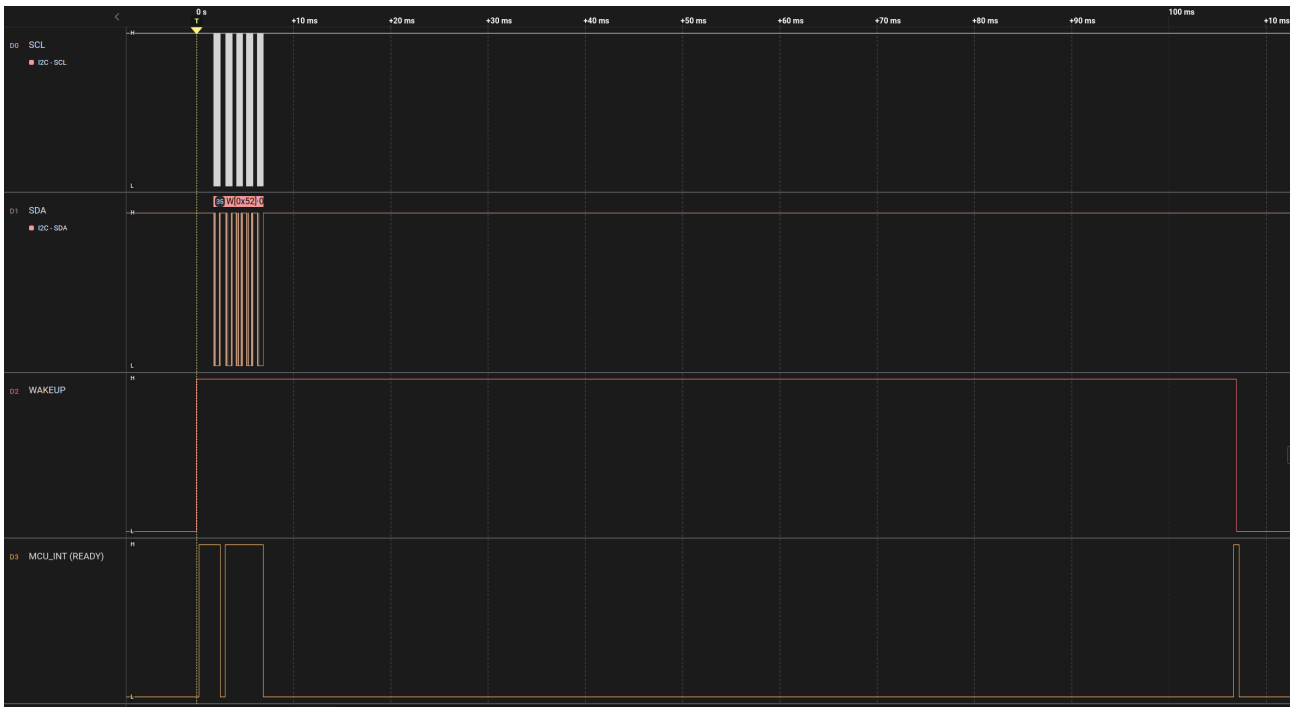 0 s
100 ms
T
+10 ms
+20 ms
+30 ms
+40 ms
+50 ms
+60 ms
+70 ms
+80 ms
+90 ms
+10 ms
D0 SCL
I2C - SCL
H
L
D1 SDA
I2C - SDA
H
L
[35] W[0x52] 0
D2 WAKEUP
H
L
D3 MCU_INT (READY)
H
L